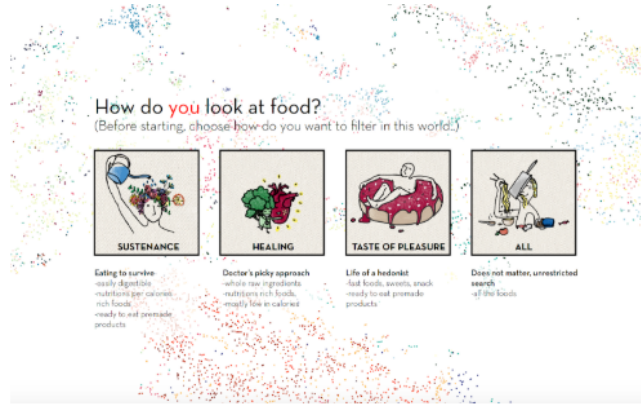 How do you look at food?
(Before starting, choose how do you want to filter in this world..)
SUSTENANCE
HEALING
TASTE OF PLEASURE
ALL
Eating to survive
-easily digestible
-nutritions per calories
rich foods
-ready to eat premade
products
Doctor's picky approach
-whole raw ingredients
-nutritions rich foods,
-mostly low in calories
Life of a hedonist
-fast foods, sweets, snack
-ready to eat premade
products
Does not matter, unrestricted
search
-all the foods